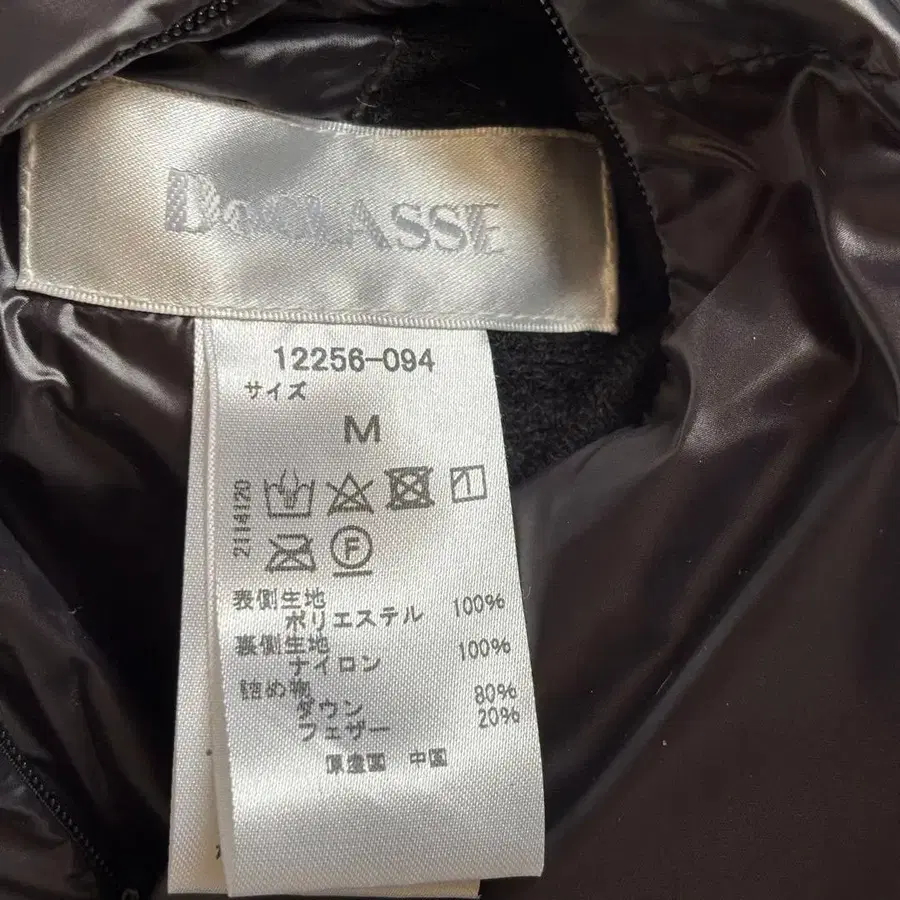 DoCLASSE
12256-094
サイズ
M
2114120
F
表側生地
ポリエステル 100%
裏側生地
ナイロン 100%
詰め物
ダウン 80%
フェザー 20%
原産国 中国